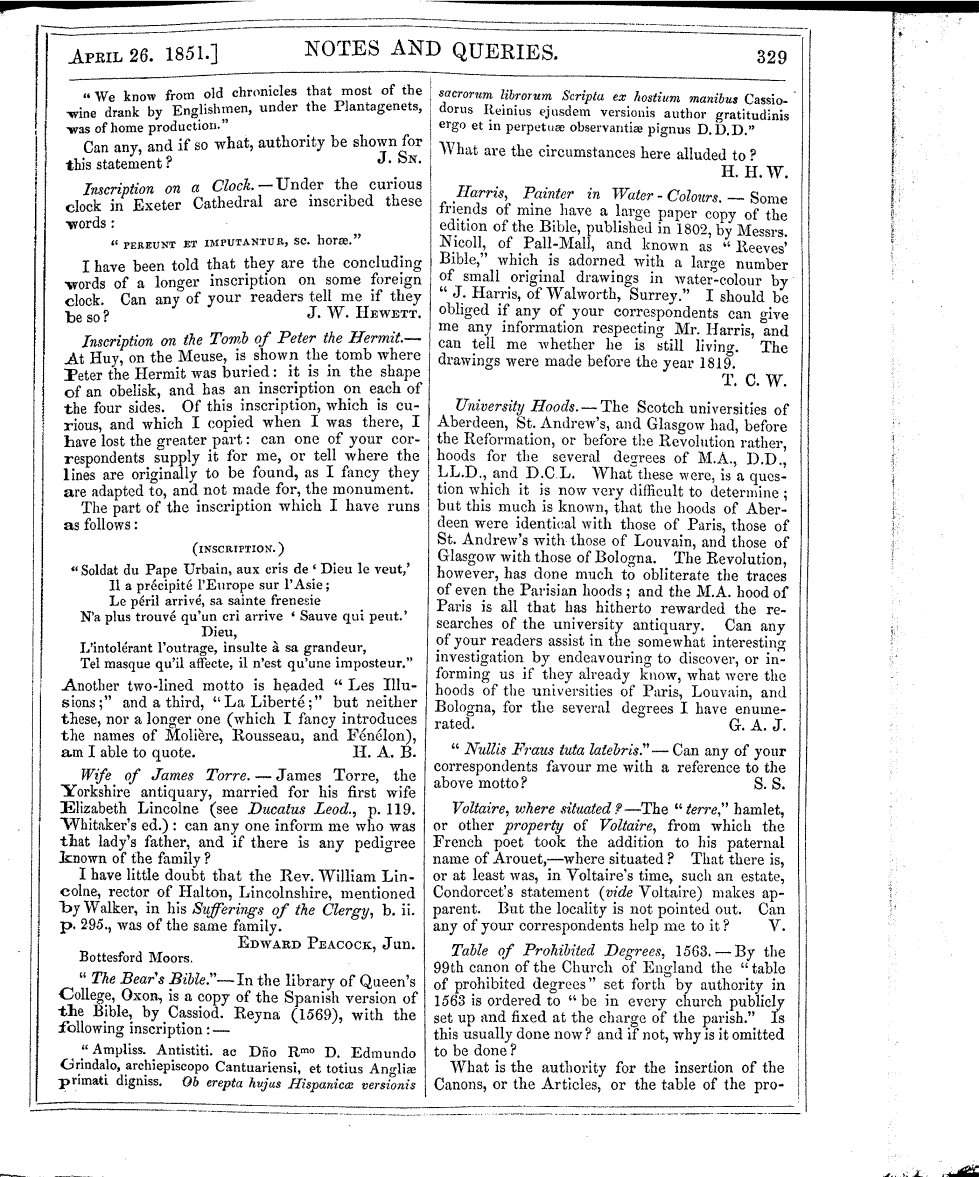 APRIL 26. 1851.] NOTES AND QUERIES. 329
"We know from old chronicles that most of the
wine drank by Englishmen, under the Plantagenets,
was of home production."
Can any, and if so what, authority be shown for
this statement? J. SN.
Inscription on a Clock.—Under the curious
clock in Exeter Cathedral are inscribed these
words:
"PEREUNT ET IMPUTANTUR, sc. horæ."
I have been told that they are the concluding
words of a longer inscription on some foreign
clock. Can any of your readers tell me if they
be so? J. W. HEWETT.
Inscription on the Tomb of Peter the Hermit.—
At Huy, on the Meuse, is shown the tomb where
Peter the Hermit was buried: it is in the shape
of an obelisk, and has an inscription on each of
the four sides. Of this inscription, which is cu-
rious, and which I copied when I was there, I
have lost the greater part: can one of your cor-
respondents supply it for me, or tell where the
lines are originally to be found, as I fancy they
are adapted to, and not made for, the monument.
The part of the inscription which I have runs
as follows:
(INSCRIPTION.)
"Soldat du Pape Urbain, aux cris de 'Dieu le veut,'
Il a précipité l'Europe sur l'Asie;
Le péril arrivé, sa sainte frenesie
N'a plus trouvé qu'un cri arrive 'Sauve qui peut.'
Dieu,
L'intolérant l'outrage, insulte à sa grandeur,
Tel masque qu'il affecte, il n'est qu'une imposteur."
Another two-lined motto is headed "Les Illu-
sions;" and a third, "La Liberté;" but neither
these, nor a longer one (which I fancy introduces
the names of Molière, Rousseau, and Fénélon),
am I able to quote. H. A. B.
Wife of James Torre.—James Torre, the
Yorkshire antiquary, married for his first wife
Elizabeth Lincolne (see Ducatus Leod., p. 119.
Whitaker's ed.): can any one inform me who was
that lady's father, and if there is any pedigree
known of the family?
I have little doubt that the Rev. William Lin-
colne, rector of Halton, Lincolnshire, mentioned
by Walker, in his Sufferings of the Clergy, b. ii.
p. 295., was of the same family.
EDWARD PEACOCK, Jun.
Bottesford Moors.
"The Bear's Bible."—In the library of Queen's
College, Oxon, is a copy of the Spanish version of
the Bible, by Cassiod. Reyna (1569), with the
following inscription:—
"Ampliss. Antistiti. ac Dño Rmo D. Edmundo
Grindalo, archiepiscopo Cantuariensi, et totius Angliæ
primati digniss. Ob erepta hujus Hispanicæ versionis
sacrorum librorum Scripta ex hostium manibus Cassio-
dorus Reinius ejusdem versionis author gratitudinis
ergo et in perpetuæ observantiæ pignus D. D.D."
What are the circumstances here alluded to?
H. H. W.
Harris, Painter in Water-Colours.—Some
friends of mine have a large paper copy of the
edition of the Bible, published in 1802, by Messrs.
Nicoll, of Pall-Mall, and known as "Reeves'
Bible," which is adorned with a large number
of small original drawings in water-colour by
"J. Harris, of Walworth, Surrey." I should be
obliged if any of your correspondents can give
me any information respecting Mr. Harris, and
can tell me whether he is still living. The
drawings were made before the year 1819.
T. C. W.
University Hoods.—The Scotch universities of
Aberdeen, St. Andrew's, and Glasgow had, before
the Reformation, or before the Revolution rather,
hoods for the several degrees of M.A., D.D.,
LL.D., and D.C.L. What these were, is a ques-
tion which it is now very difficult to determine;
but this much is known, that the hoods of Aber-
deen were identical with those of Paris, those of
St. Andrew's with those of Louvain, and those of
Glasgow with those of Bologna. The Revolution,
however, has done much to obliterate the traces
of even the Parisian hoods; and the M.A. hood of
Paris is all that has hitherto rewarded the re-
searches of the university antiquary. Can any
of your readers assist in the somewhat interesting
investigation by endeavouring to discover, or in-
forming us if they already know, what were the
hoods of the universities of Paris, Louvain, and
Bologna, for the several degrees I have enume-
rated. G. A. J.
"Nullis Fraus tuta latebris."—Can any of your
correspondents favour me with a reference to the
above motto? S. S.
Voltaire, where situated?—The "terre," hamlet,
or other property of Voltaire, from which the
French poet took the addition to his paternal
name of Arouet,—where situated? That there is,
or at least was, in Voltaire's time, such an estate,
Condorcet's statement (vide Voltaire) makes ap-
parent. But the locality is not pointed out. Can
any of your correspondents help me to it? V.
Table of Prohibited Degrees, 1563.—By the
99th canon of the Church of England the "table
of prohibited degrees" set forth by authority in
1563 is ordered to "be in every church publicly
set up and fixed at the charge of the parish." Is
this usually done now? and if not, why is it omitted
to be done?
What is the authority for the insertion of the
Canons, or the Articles, or the table of the pro-